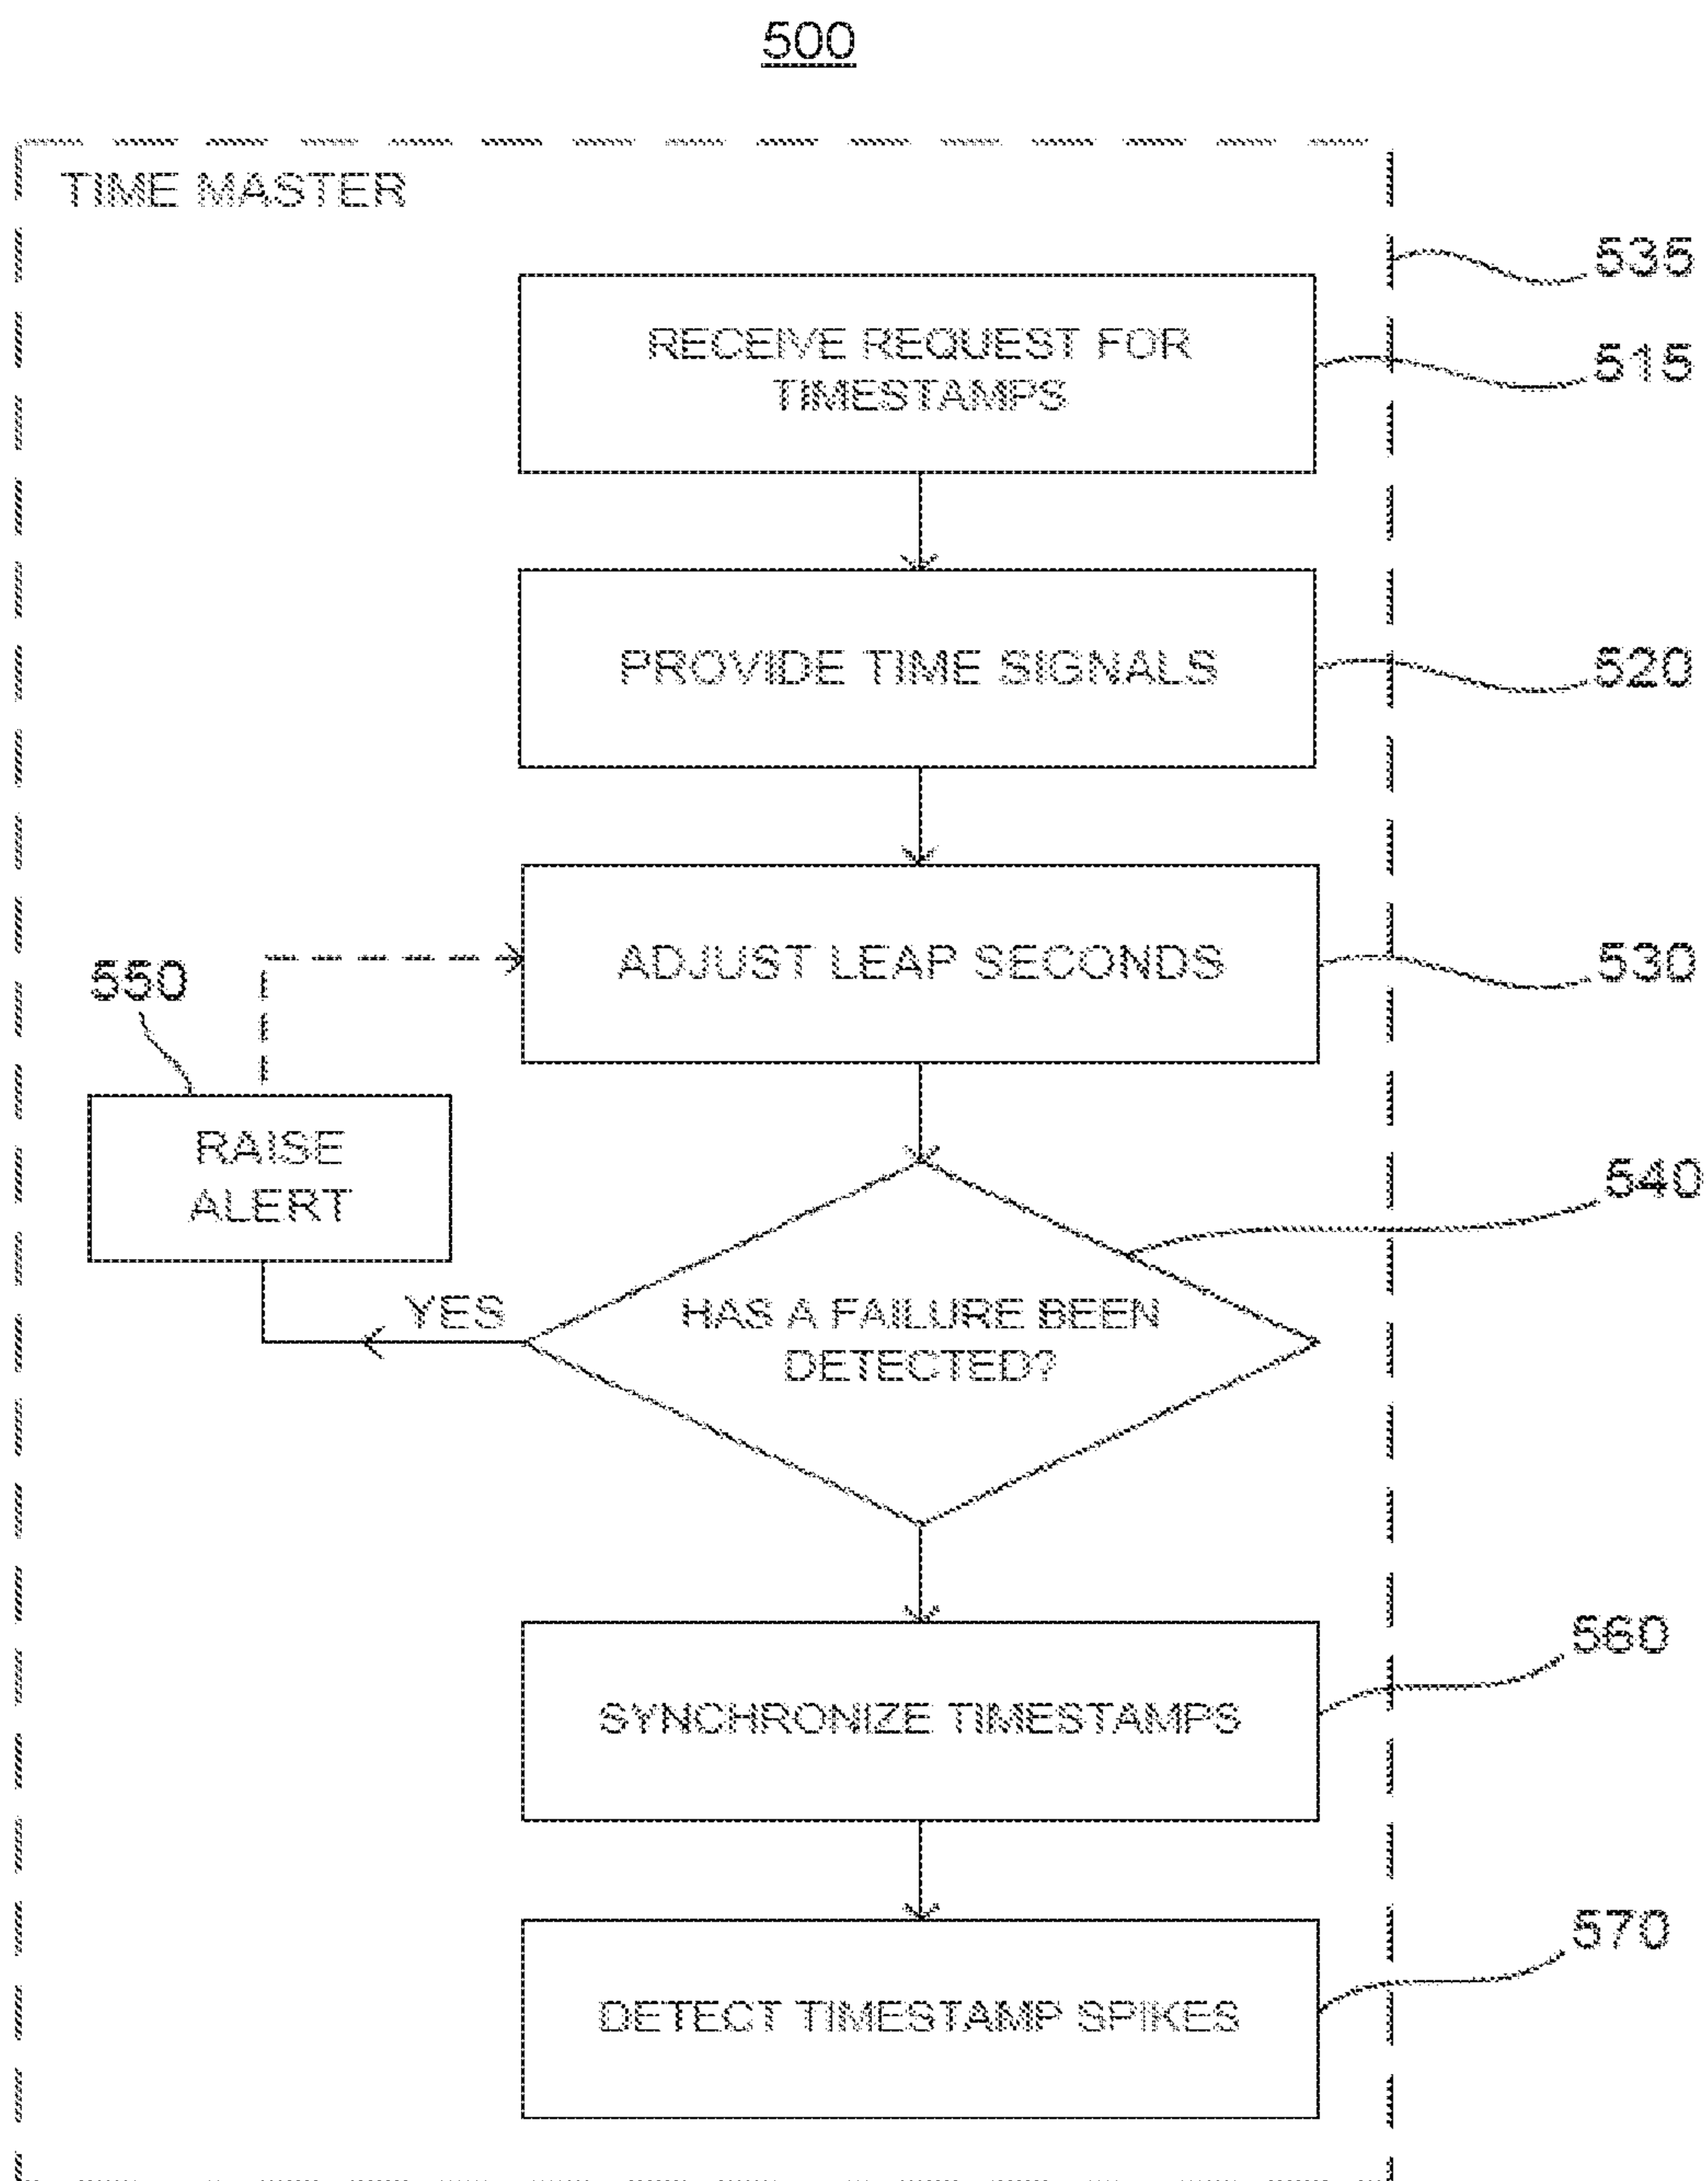 500
TIME MASTER
535
RECEIVE REQUEST FOR
TIMESTAMPS
515
PROVIDE TIME SIGNALS
520
ADJUST LEAP SECONDS
530
550
RAISE
ALERT
540
YES
HAS A FAILURE BEEN
DETECTED?
560
SYNCHRONIZE TIMESTAMPS
570
DETECT TIMESTAMP SPIKES